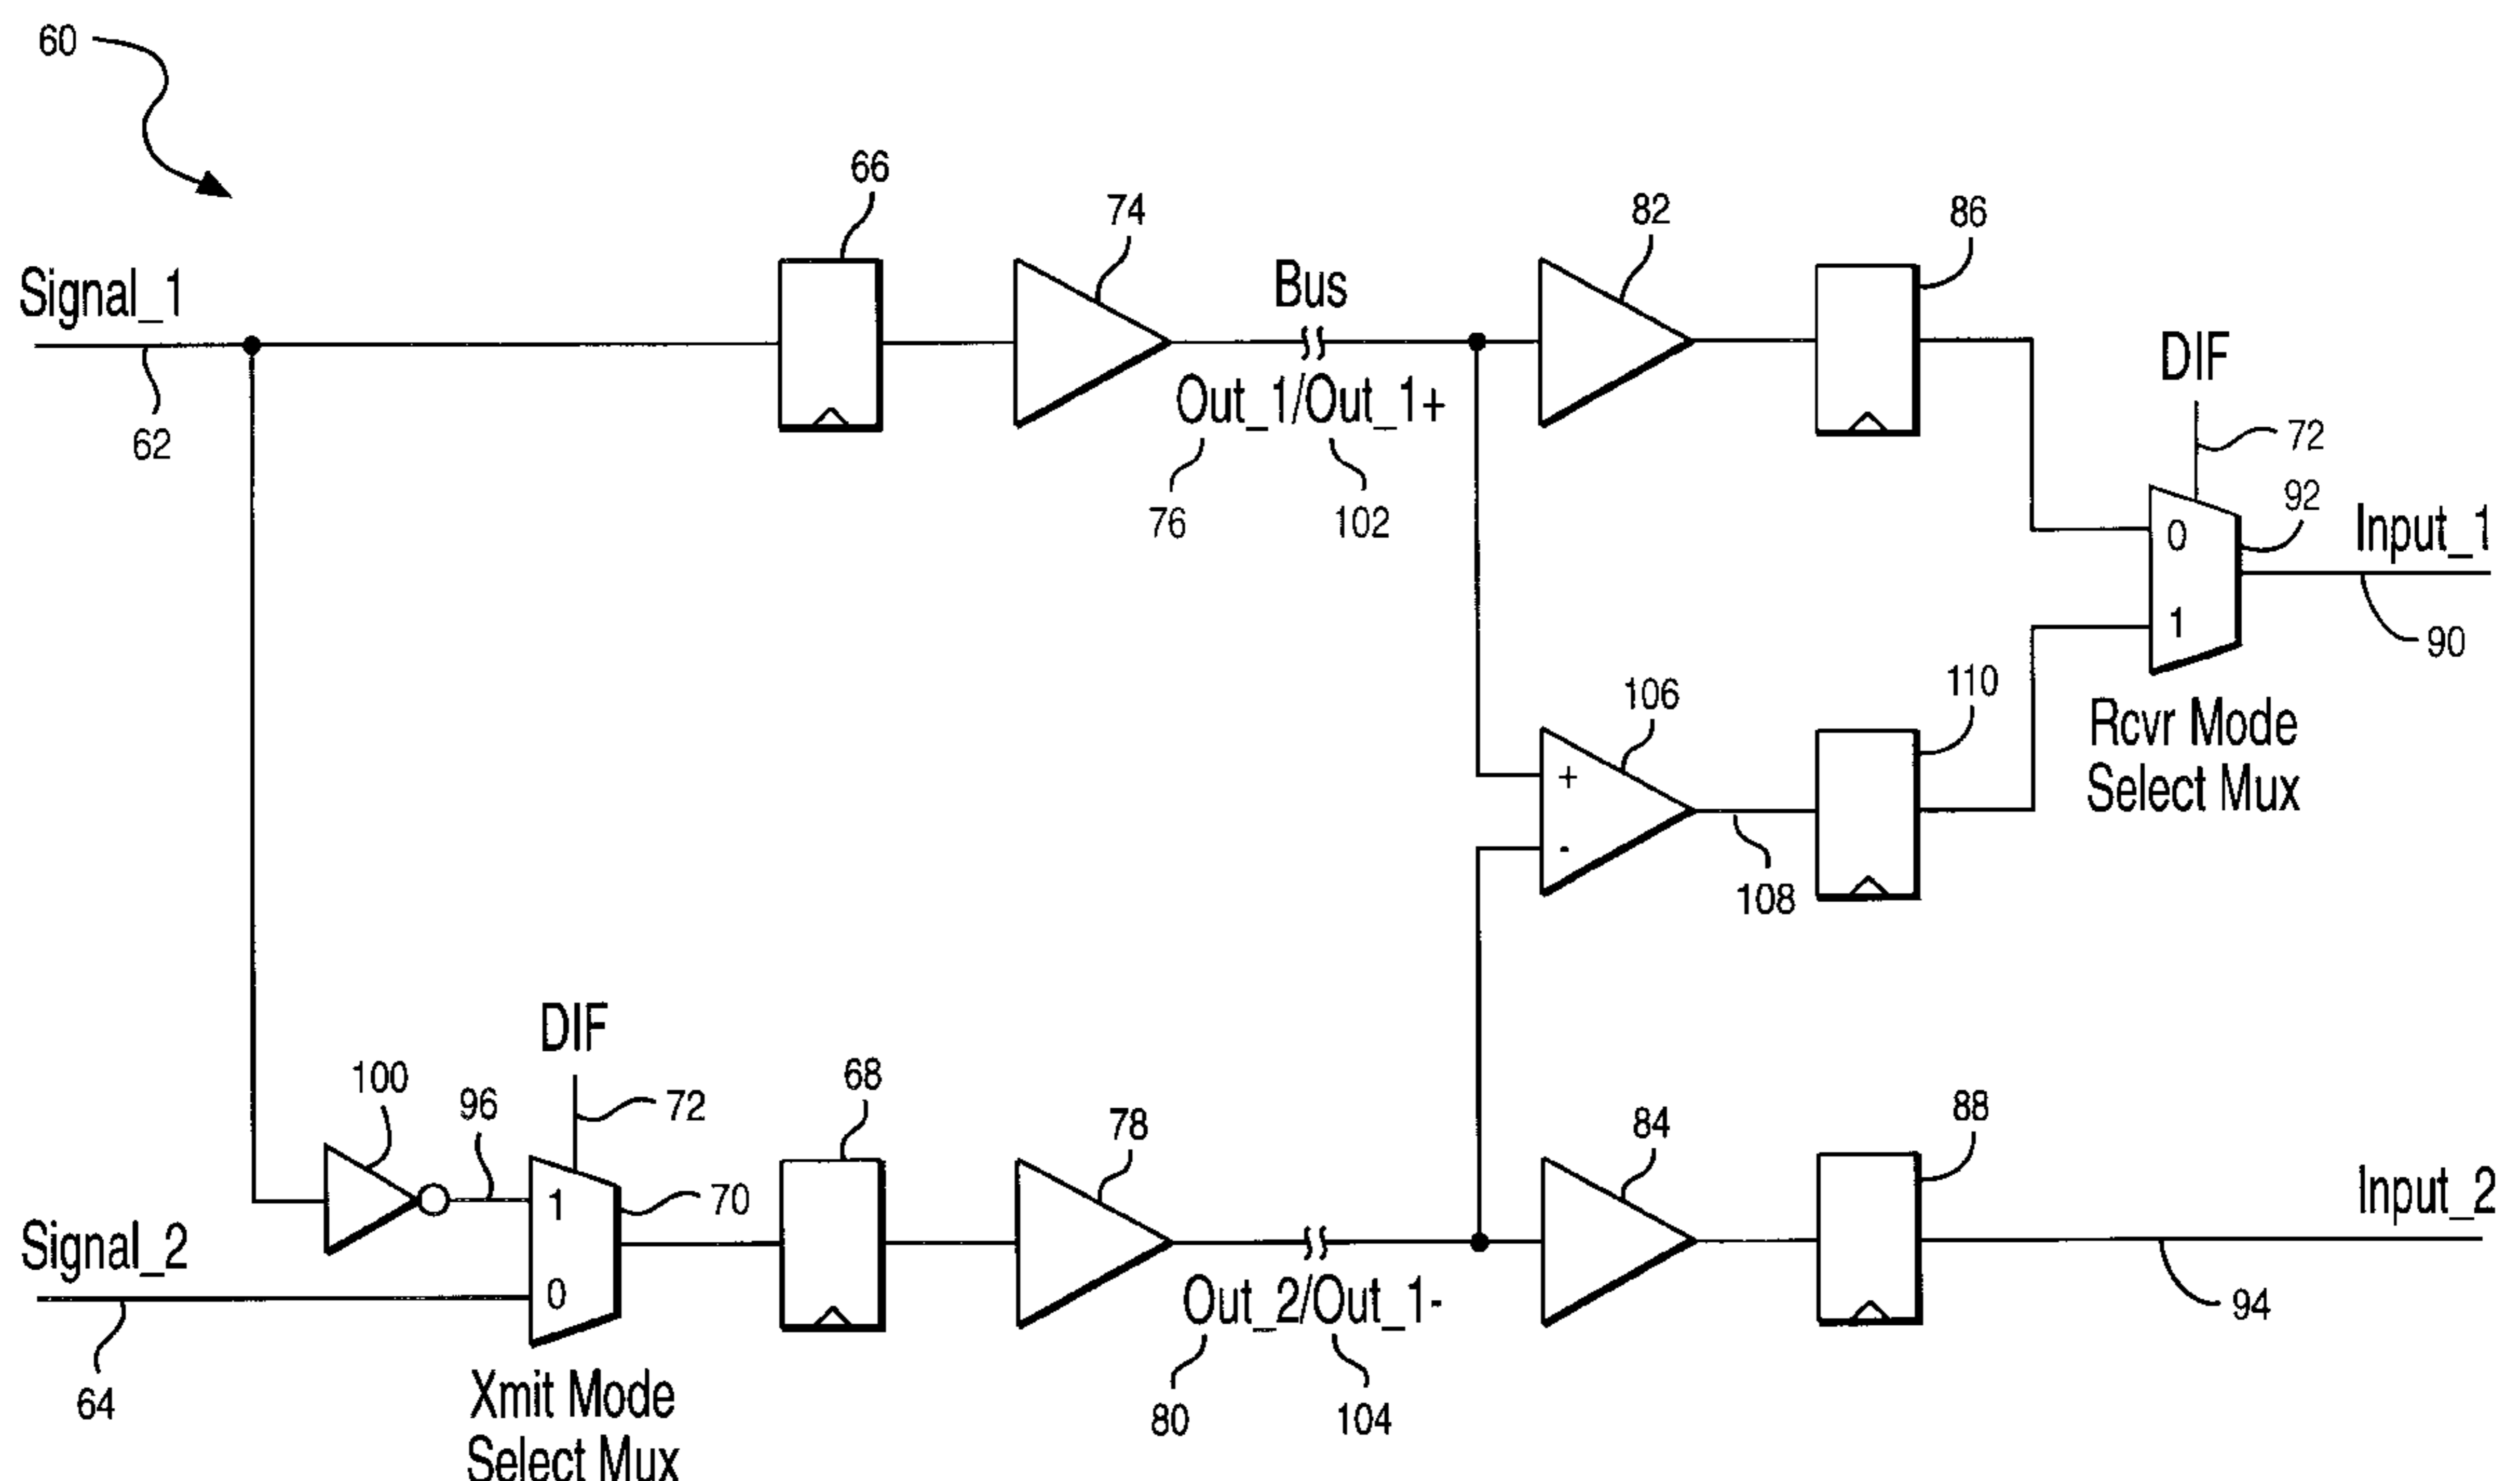 60
66
74
82
86
Signal_1
Bus
DIF
62
Out_1/Out_1+
72
76
102
92
Input_1
0
1
90
106
110
+
-
Rcvr Mode
Select Mux
108
DIF
100
96
72
68
78
84
88
1
70
Input_2
Signal_2
0
Out_2/Out_1-
94
64
Xmit Mode
Select Mux
80
104